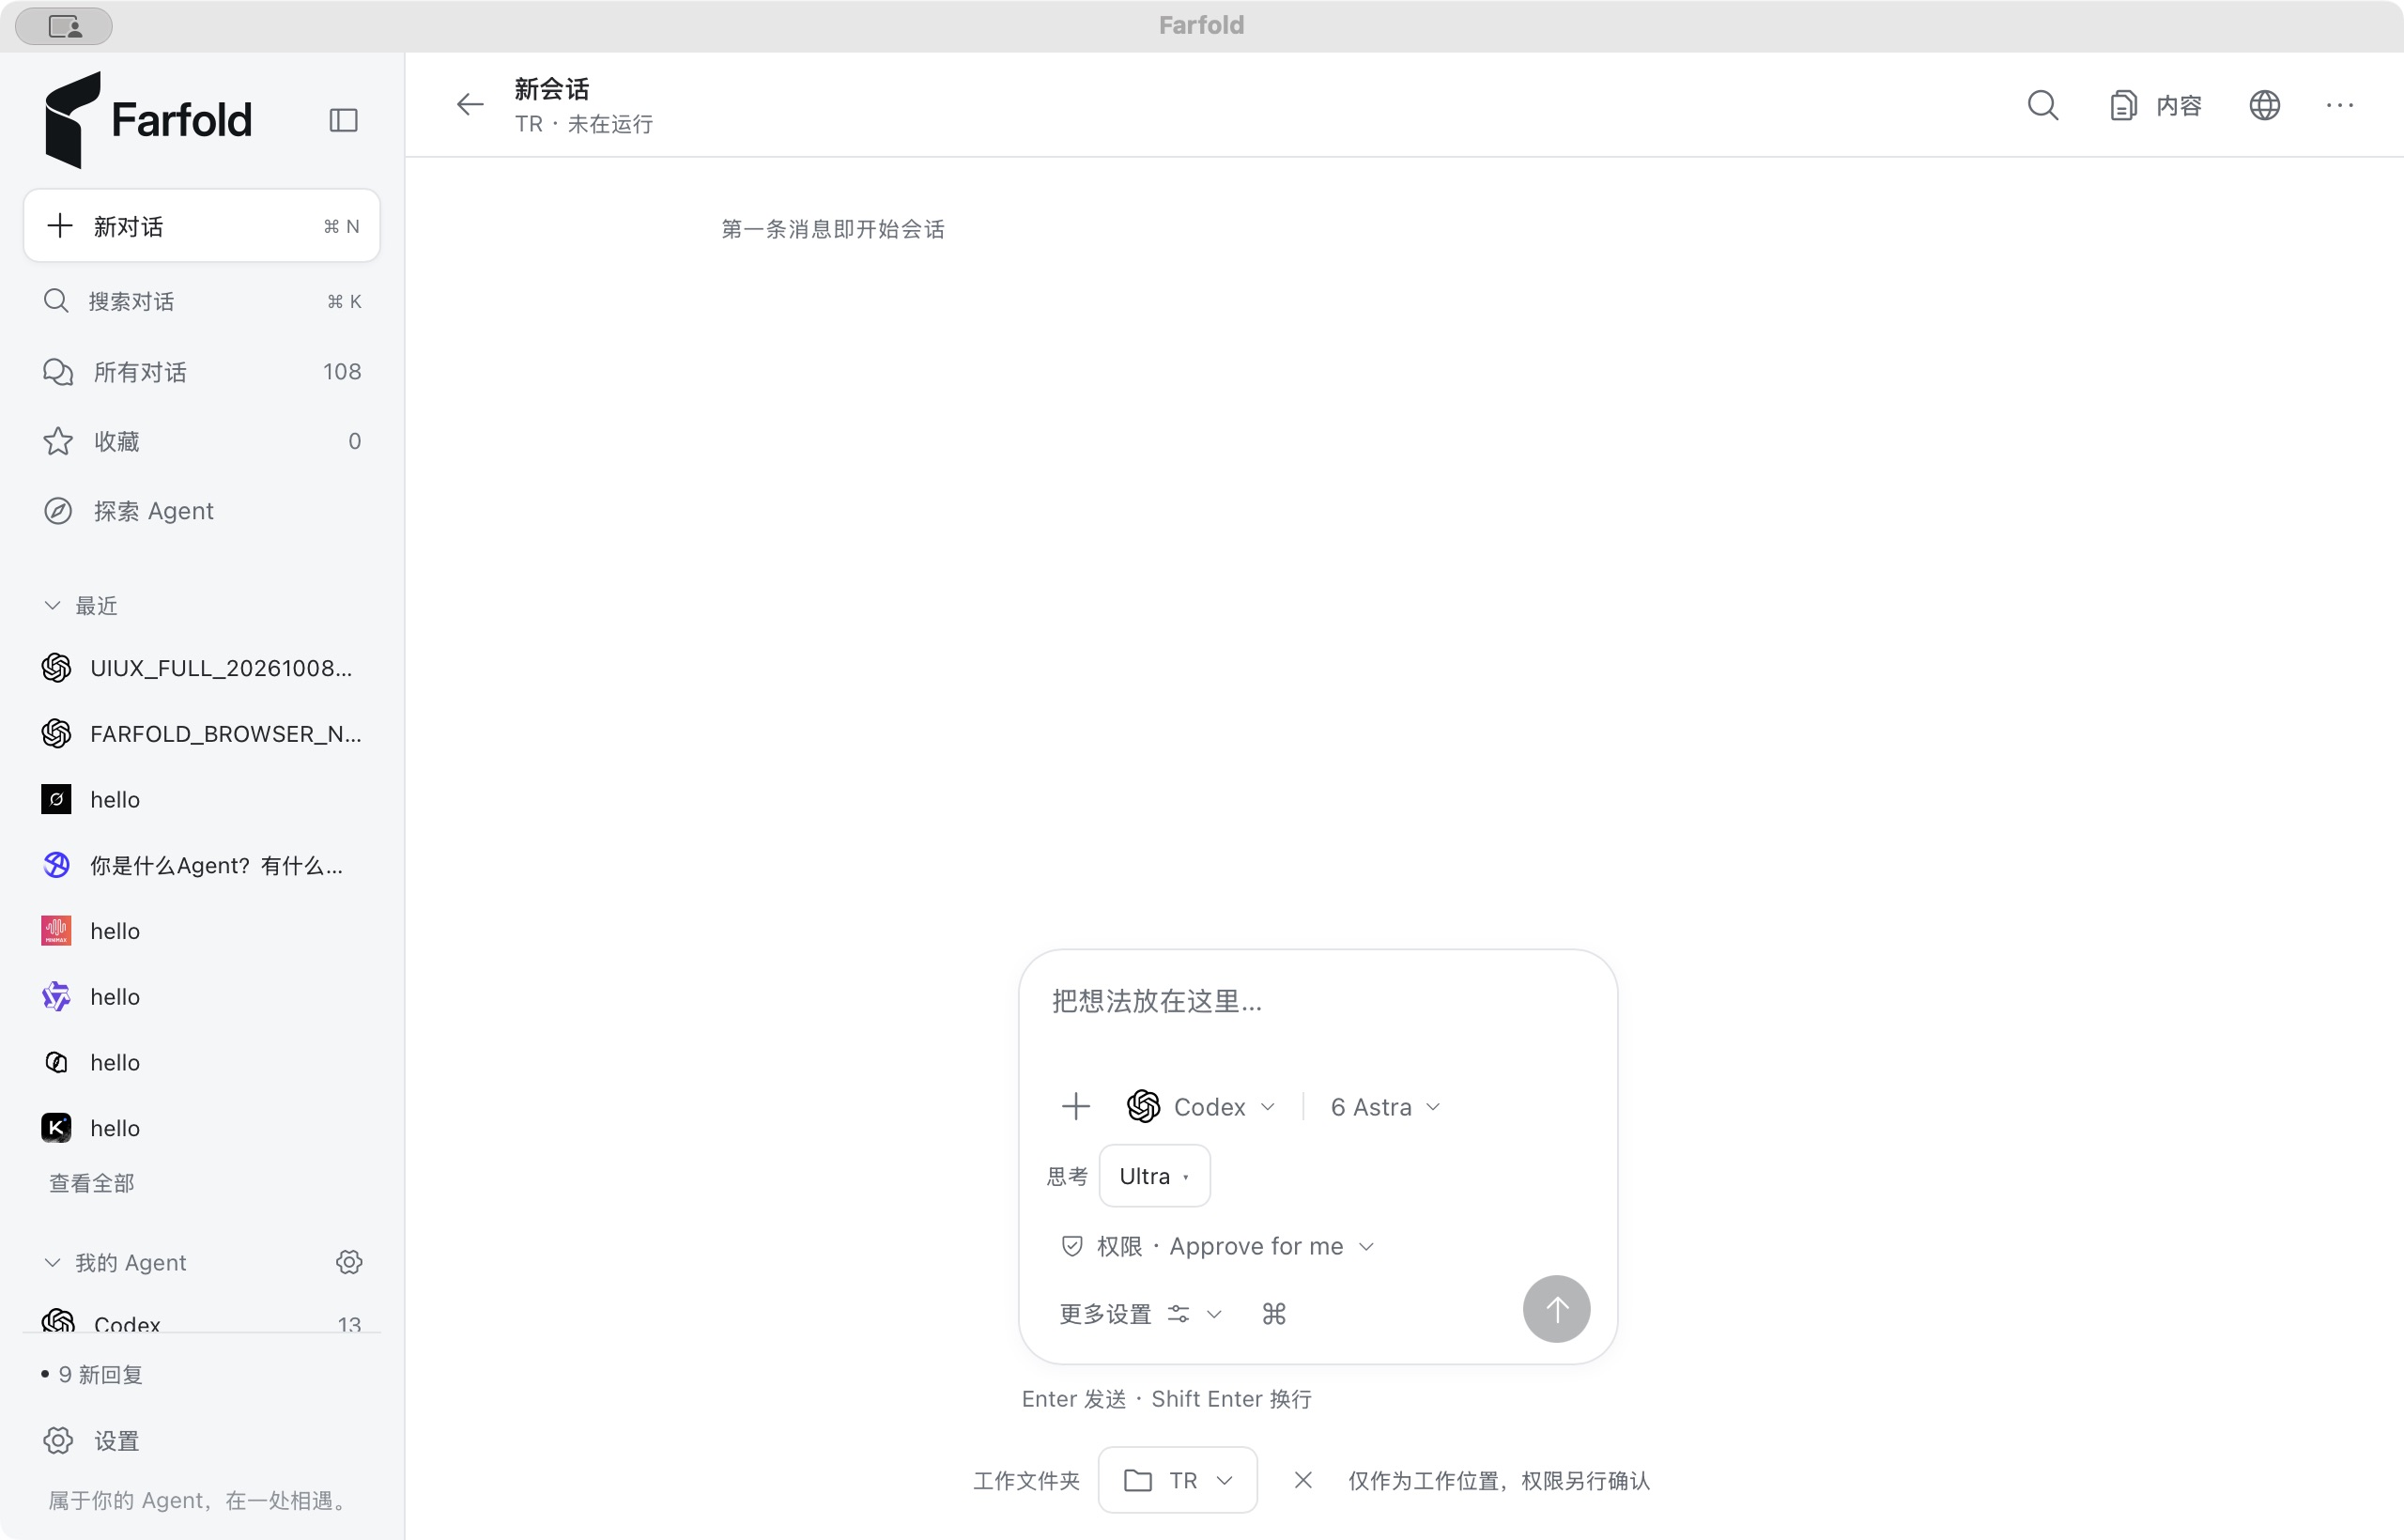 Farfold
Farfold
新对话 ⌘ N
搜索对话 ⌘ K
所有对话 108
收藏 0
探索 Agent
最近
UIUX_FULL_20261008...
FARFOLD_BROWSER_N...
hello
你是什么Agent？有什么...
MINIMAX
hello
hello
hello
K
hello
查看全部
我的 Agent
Codex 13
• 9 新回复
设置
属于你的 Agent，在一处相遇。
新会话
TR · 未在运行
内容
第一条消息即开始会话
把想法放在这里...
Codex
6 Astra
思考 Ultra
权限 · Approve for me
更多设置 ⌘
Enter 发送 · Shift Enter 换行
工作文件夹 TR 仅作为工作位置，权限另行确认